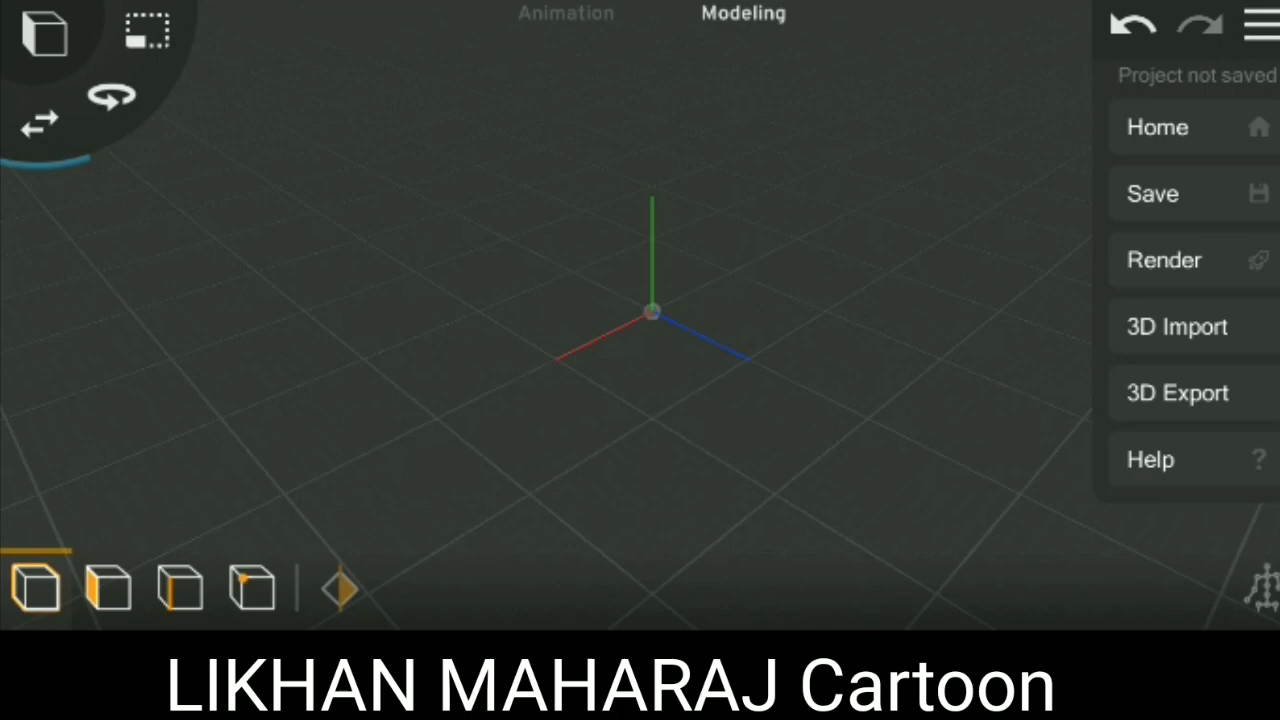 Animation
Modeling
Project not saved
Home
Save
Render
3D Import
3D Export
Help
?
LIKHAN MAHARAJ Cartoon